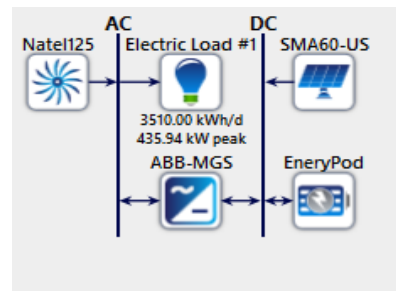 AC DC
Natel125 Electric Load #1 SMA60-US
3510.00 kWh/d
435.94 kW peak
ABB-MGS EneryPod